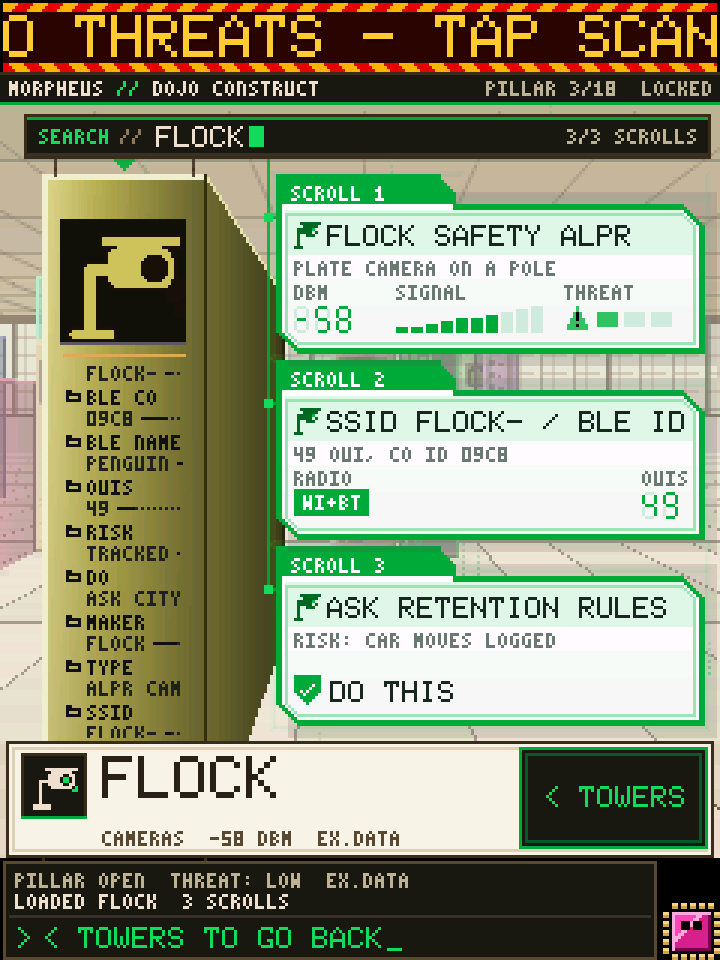 O THREATS - TAP SCAN
MORPHEUS // DOJO CONSTRUCT
PILLAR 3/18 LOCKED
SEARCH // FLOCK
3/3 SCROLLS
FLOCK-
BLE CO
09C8
BLE NAME
PENGUIN
OUIS
49
RISK
TRACKED
DO
ASK CITY
MAKER
FLOCK
TYPE
ALPR CAM
SSID
FLOCK-
SCROLL 1
FLOCK SAFETY ALPR
PLATE CAMERA ON A POLE
DBM SIGNAL THREAT
-58
SCROLL 2
SSID FLOCK- / BLE ID
49 OUI, CO ID 09C8
RADIO OUIS
WI+BT 49
SCROLL 3
ASK RETENTION RULES
RISK: CAR MOVES LOGGED
DO THIS
FLOCK
CAMERAS -58 DBM EX.DATA
< TOWERS
PILLAR OPEN THREAT: LOW EX.DATA
LOADED FLOCK 3 SCROLLS
> < TOWERS TO GO BACK_